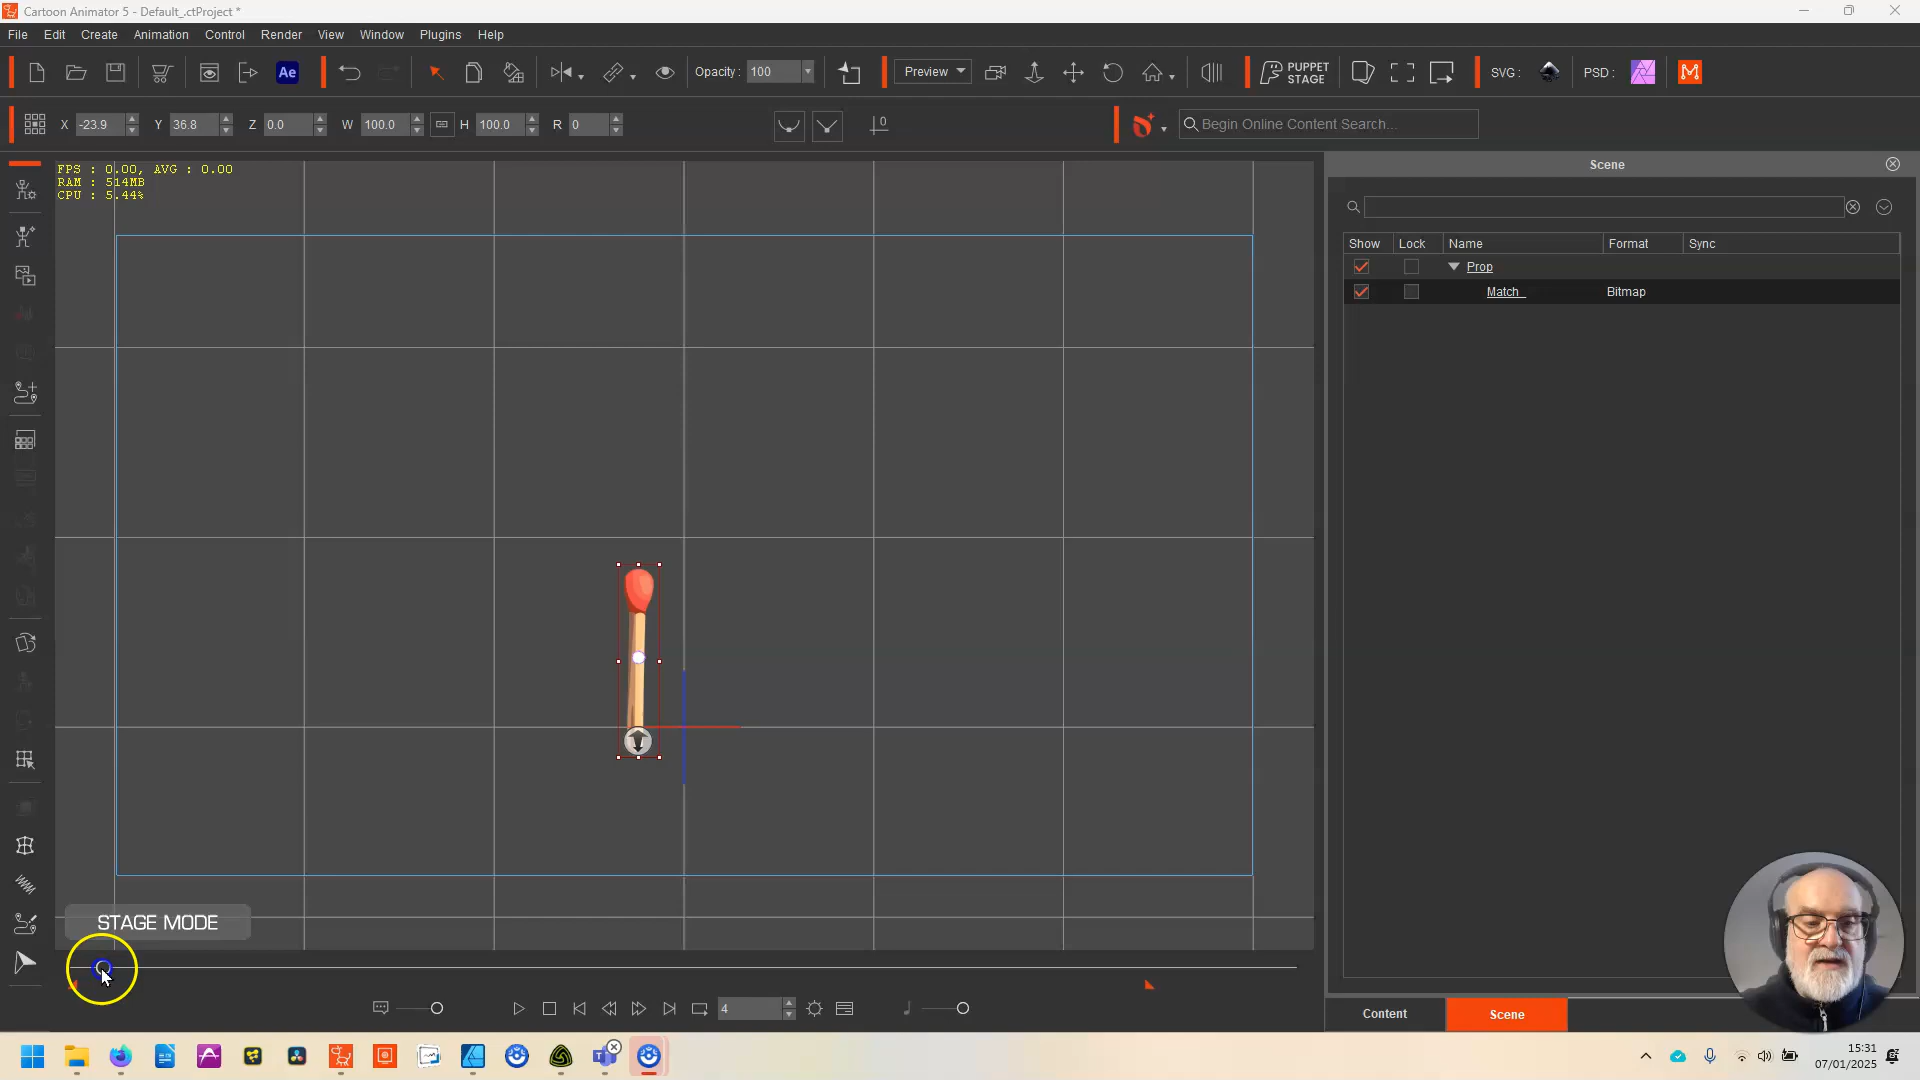 Cartoon Animator 5 - Default_.ctProject *
File Edit Create Animation Control Render View Window Plugins Help
Ae Opacity : 100 Preview PUPPET STAGE SVG : PSD :
X -23.9 Y 36.8 Z 0.0 W 100.0 H 100.0 R 0 Begin Online Content Search...
FPS : 0.00, AVG : 0.00
RAM : 514MB
CPU : 5.44%
Scene
Show Lock Name Format Sync
Prop
Match_ Bitmap
STAGE MODE
4
Content Scene
15:31
07/01/2025